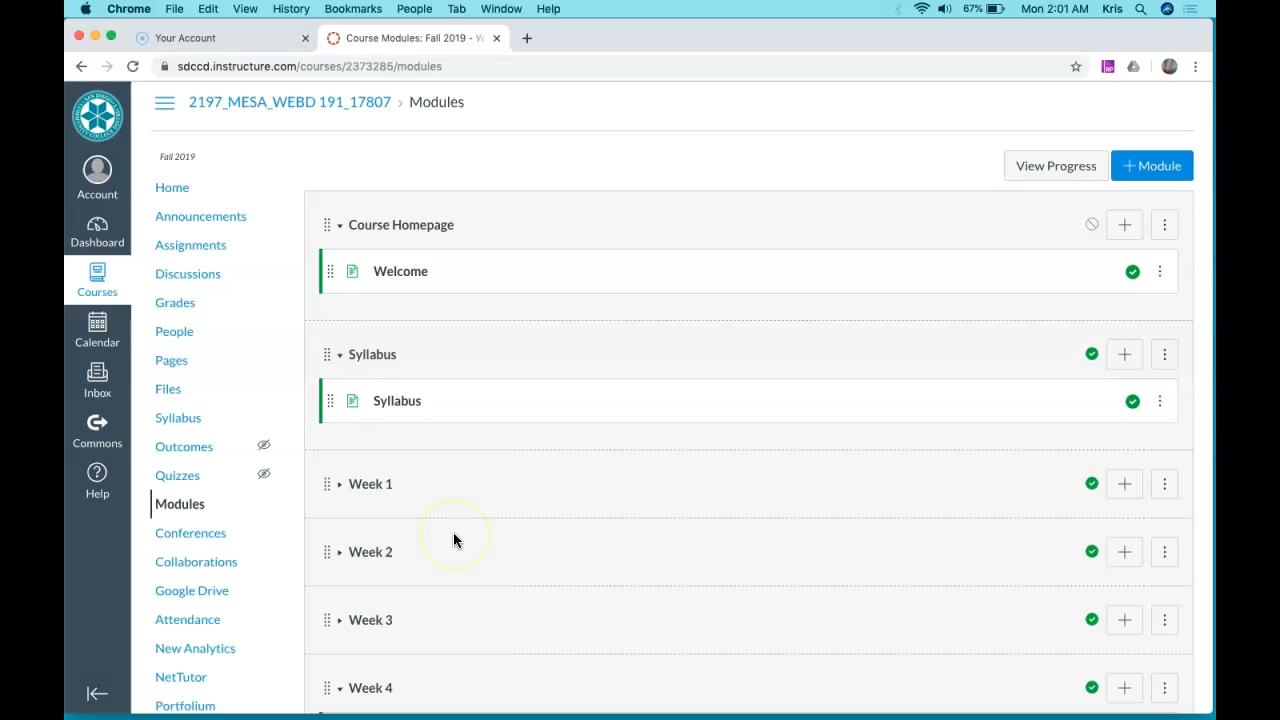 Chrome File Edit View History Bookmarks People Tab Window Help 67% Mon 2:01 AM Kris
Your Account
Course Modules: Fall 2019 - W
sdccd.instructure.com/courses/2373285/modules
2197_MESA_WEBD 191_17807 › Modules
Account
Dashboard
Courses
Calendar
Inbox
Commons
Help
Fall 2019
Home
Announcements
Assignments
Discussions
Grades
People
Pages
Files
Syllabus
Outcomes
Quizzes
Modules
Conferences
Collaborations
Google Drive
Attendance
New Analytics
NetTutor
Portfolium
View Progress
+ Module
Course Homepage
Welcome
Syllabus
Syllabus
Week 1
Week 2
Week 3
Week 4